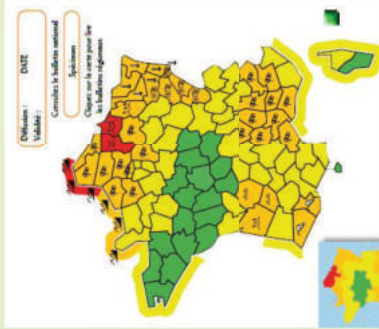 Diffusion : DATE
Validité :
Consultez le bulletin national
Spécimen
Cliquez sur la carte pour lire
les bulletins régionaux